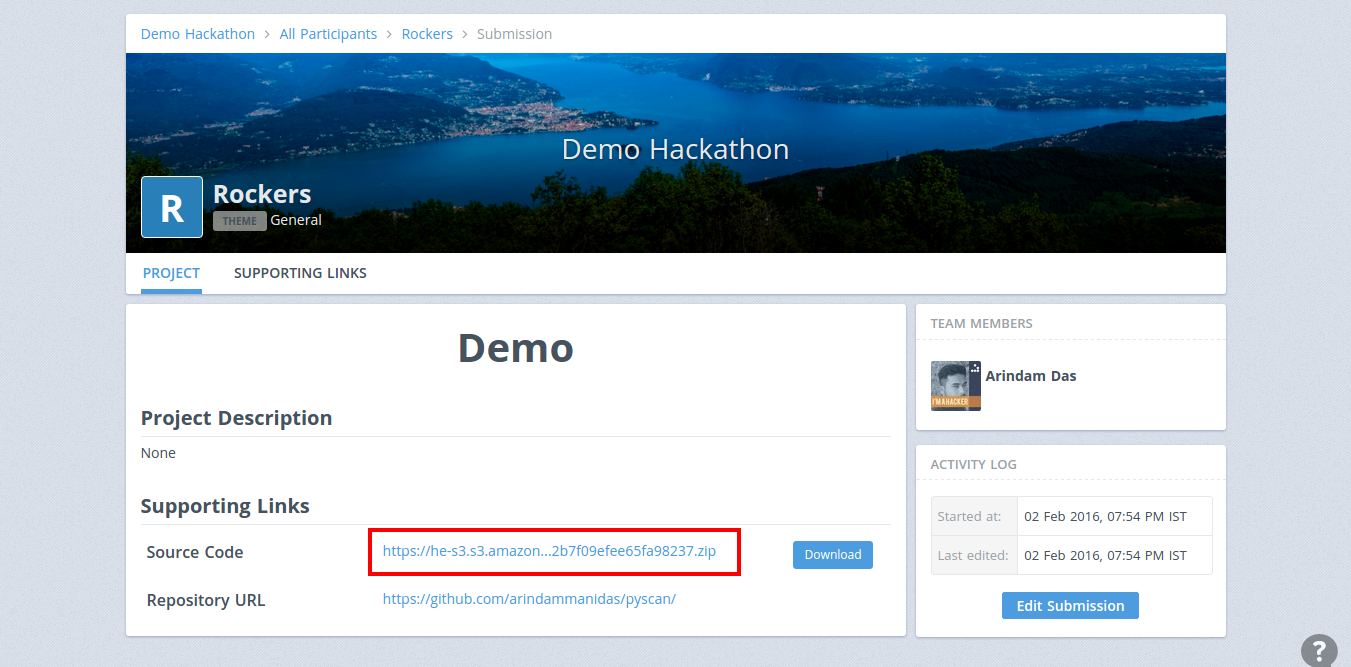 Demo Hackathon > All Participants > Rockers > Submission
Demo Hackathon
R
Rockers
THEME General
PROJECT SUPPORTING LINKS
Demo
Project Description
None
Supporting Links
Source Code https://he-s3.s3.amazon...2b7f09efee65fa98237.zip Download
Repository URL https://github.com/arindammanidas/pyscan/
TEAM MEMBERS
I'M A HACKER
Arindam Das
ACTIVITY LOG
Started at: 02 Feb 2016, 07:54 PM IST
Last edited: 02 Feb 2016, 07:54 PM IST
Edit Submission
?